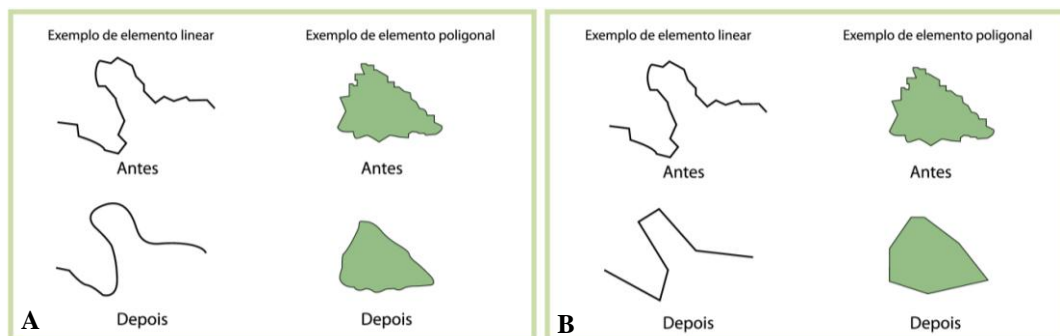 Exemplo de elemento linear
Exemplo de elemento poligonal
Antes
Antes
Depois
Depois
A
Exemplo de elemento linear
Exemplo de elemento poligonal
Antes
Antes
Depois
Depois
B